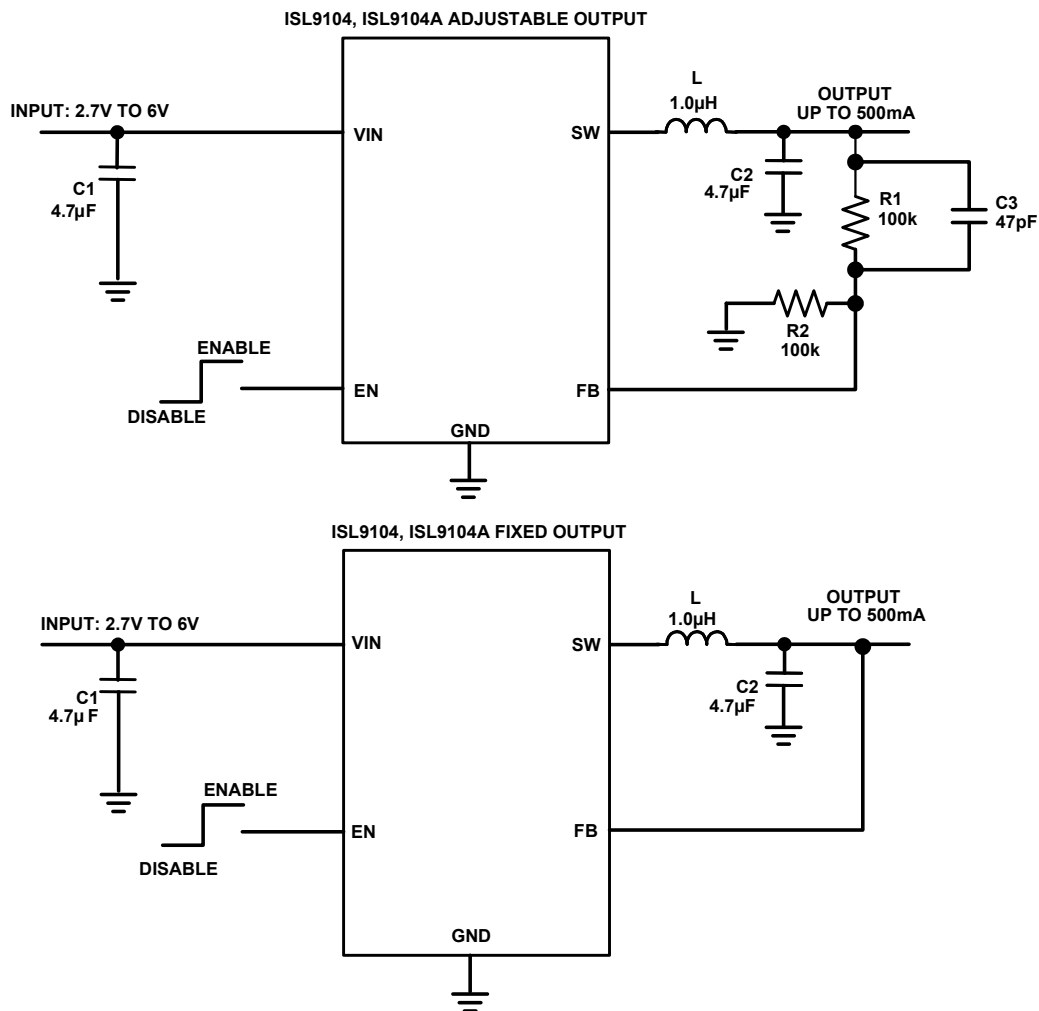 ISL9104, ISL9104A ADJUSTABLE OUTPUT
INPUT: 2.7V TO 6V
VIN
SW
L
1.0µH
OUTPUT
UP TO 500mA
C1
4.7µF
C2
4.7µF
R1
100k
C3
47pF
R2
100k
ENABLE
DISABLE
EN
FB
GND
ISL9104, ISL9104A FIXED OUTPUT
INPUT: 2.7V TO 6V
VIN
SW
L
1.0µH
OUTPUT
UP TO 500mA
C1
4.7µ F
C2
4.7µF
ENABLE
DISABLE
EN
FB
GND